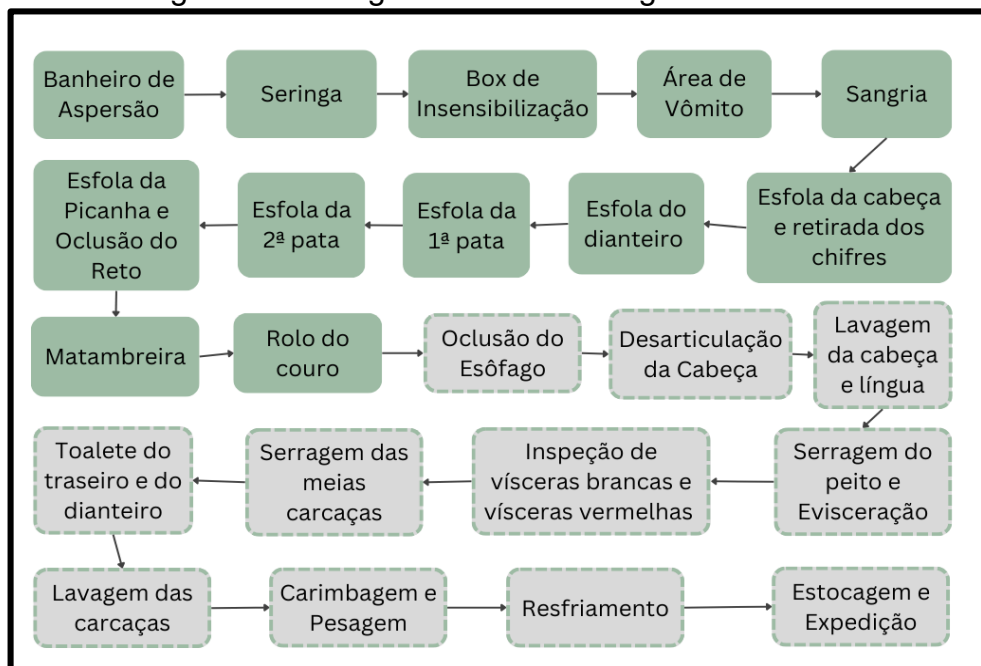 Banheiro de
Aspersão
Seringa
Box de
Insensibilização
Área de
Vômito
Sangria
Esfola da cabeça
e retirada dos
chifres
Esfola do
dianteiro
Esfola da
1ª pata
Esfola da
2ª pata
Esfola da
Picanha e
Oclusão do
Reto
Matambreira
Rolo do
couro
Oclusão do
Esôfago
Desarticulação
da Cabeça
Lavagem
da cabeça
e língua
Serragem do
peito e
Evisceração
Inspeção de
vísceras brancas e
vísceras vermelhas
Serragem das
meias
carcaças
Toalete do
traseiro e do
dianteiro
Lavagem das
carcaças
Carimbagem e
Pesagem
Resfriamento
Estocagem e
Expedição